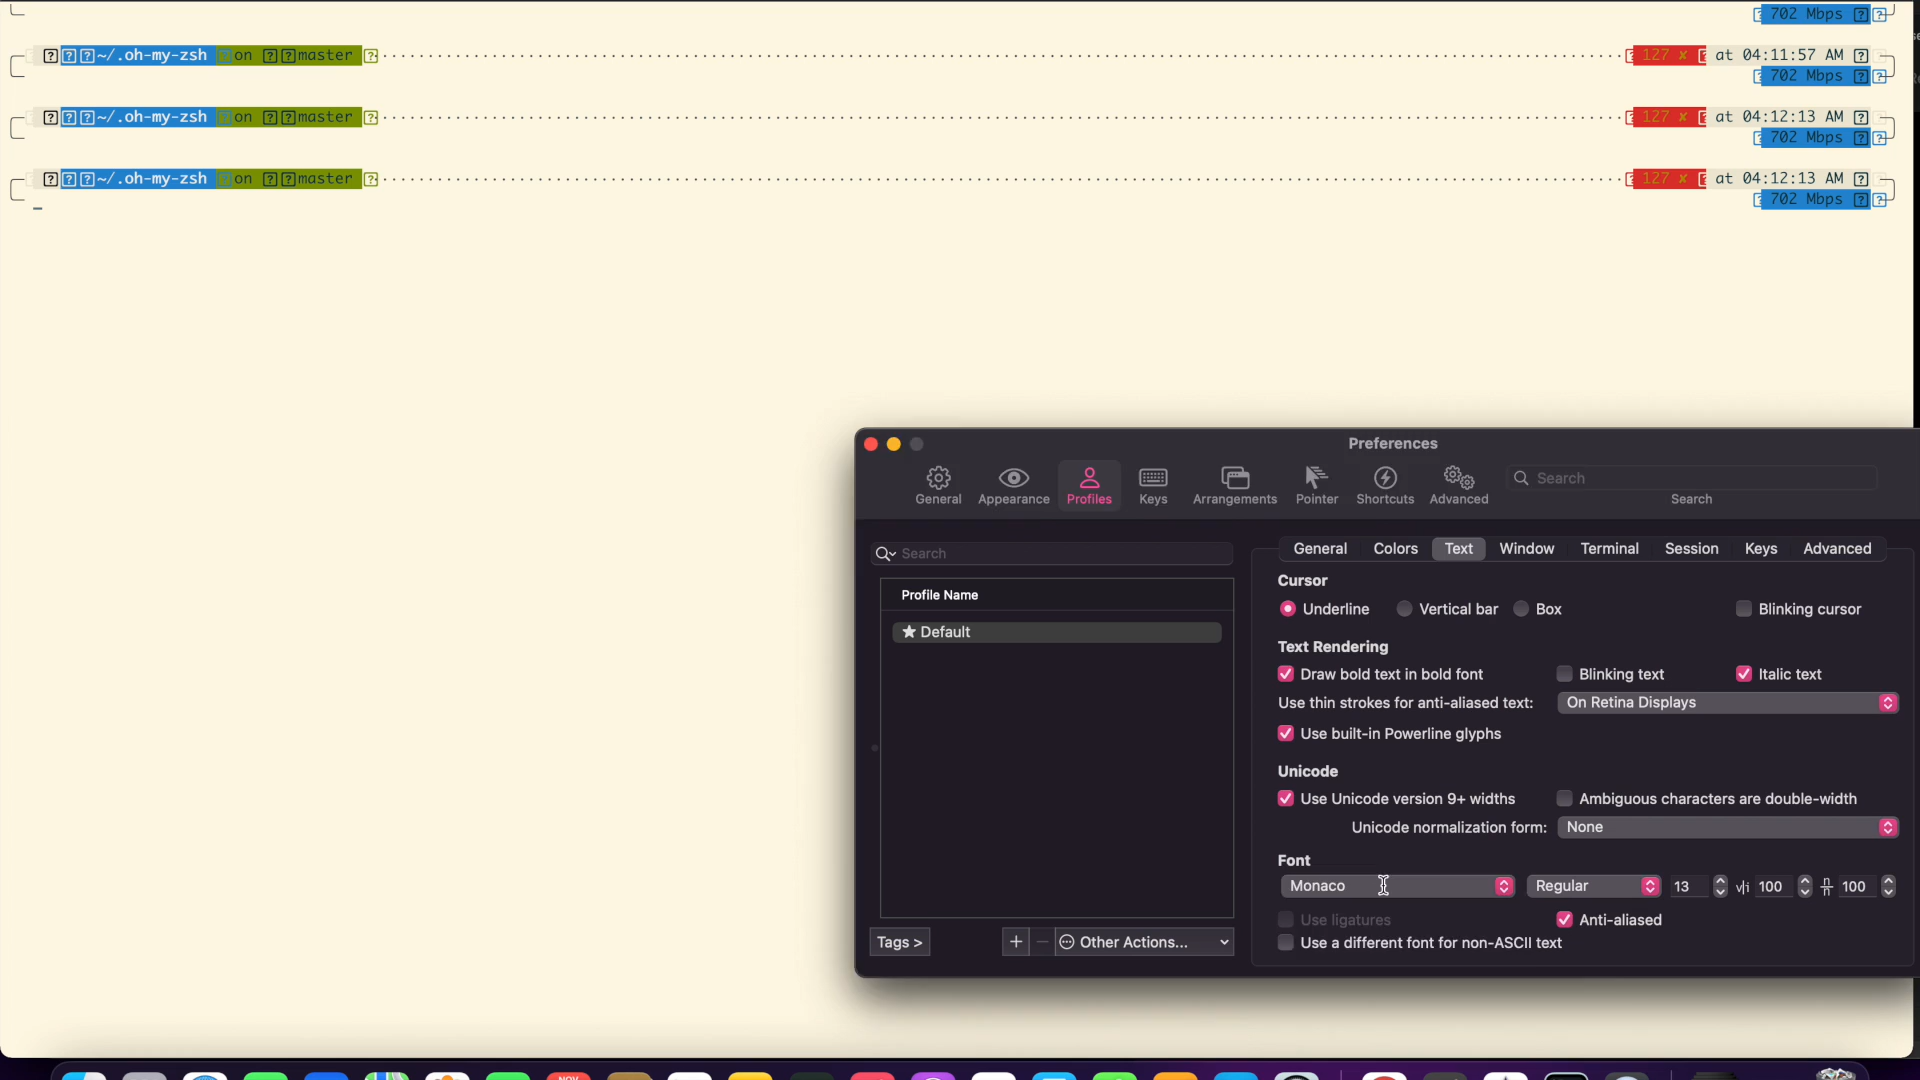 702 Mbps
~/.oh-my-zsh on master 127 ✘ at 04:11:57 AM
702 Mbps
~/.oh-my-zsh on master 127 ✘ at 04:12:13 AM
702 Mbps
~/.oh-my-zsh on master 127 ✘ at 04:12:13 AM
702 Mbps
Preferences
General Appearance Profiles Keys Arrangements Pointer Shortcuts Advanced Search
Search
Search
General Colors Text Window Terminal Session Keys Advanced
Profile Name
★ Default
Cursor
Underline Vertical bar Box Blinking cursor
Text Rendering
Draw bold text in bold font Blinking text Italic text
Use thin strokes for anti-aliased text: On Retina Displays
Use built-in Powerline glyphs
Unicode
Use Unicode version 9+ widths Ambiguous characters are double-width
Unicode normalization form: None
Font
Monaco Regular 13 100 100
Use ligatures Anti-aliased
Use a different font for non-ASCII text
Tags > + − Other Actions...
NOV